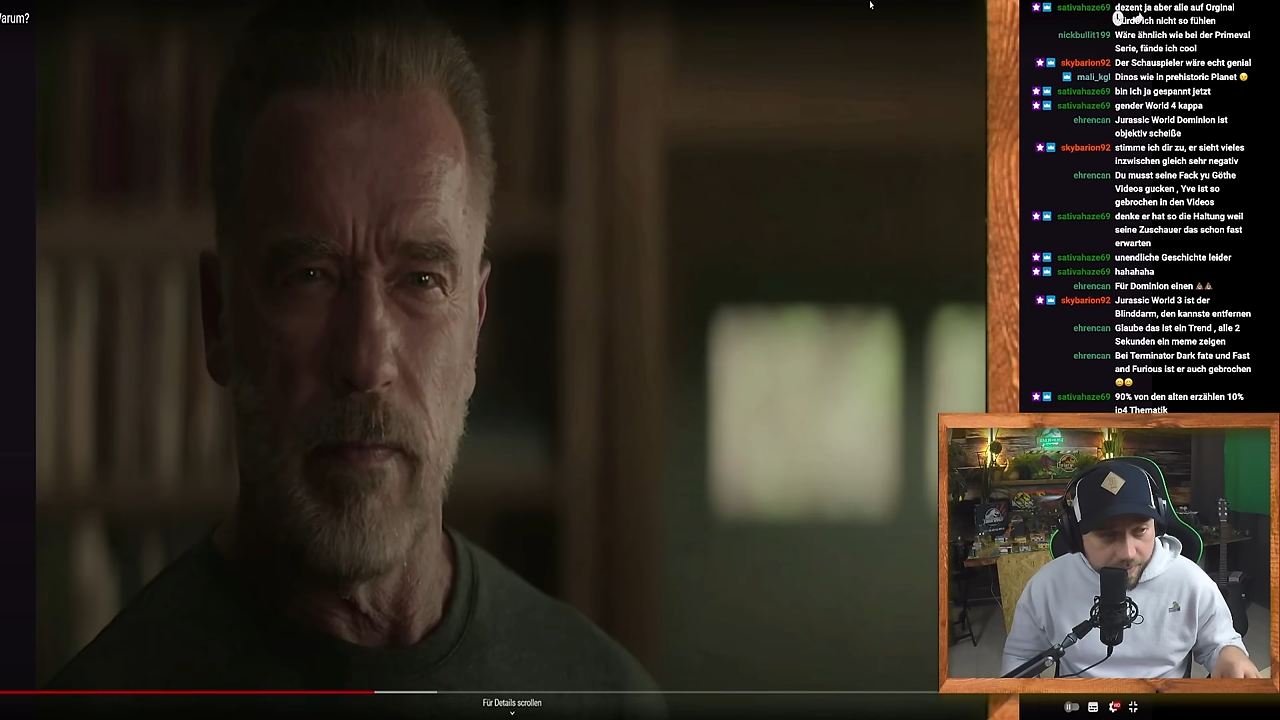 Warum?
sativahaze69 dezent ja aber alle auf Orginal
würde ich nicht so fühlen
nickbullit199 Wäre ähnlich wie bei der Primeval
Serie, fände ich cool
skybarion92 Der Schauspieler wäre echt genial
mali_kgl Dinos wie in prehistoric Planet
sativahaze69 bin ich ja gespannt jetzt
sativahaze69 gender World 4 kappa
ehrencan Jurassic World Dominion ist
objektiv scheiße
skybarion92 stimme ich dir zu, er sieht vieles
inzwischen gleich sehr negativ
ehrencan Du musst seine Fack yu Göthe
Videos gucken , Yve ist so
gebrochen in den Videos
sativahaze69 denke er hat so die Haltung weil
seine Zuschauer das schon fast
erwarten
sativahaze69 unendliche Geschichte leider
sativahaze69 hahahaha
ehrencan Für Dominion einen 💩💩
skybarion92 Jurassic World 3 ist der
Blinddarm, den kannste entfernen
ehrencan Glaube das ist ein Trend , alle 2
Sekunden ein meme zeigen
ehrencan Bei Terminator Dark fate und Fast
and Furious ist er auch gebrochen
😄😄
sativahaze69 90% von den alten erzählen 10%
jp4 Thematik
Für Details scrollen